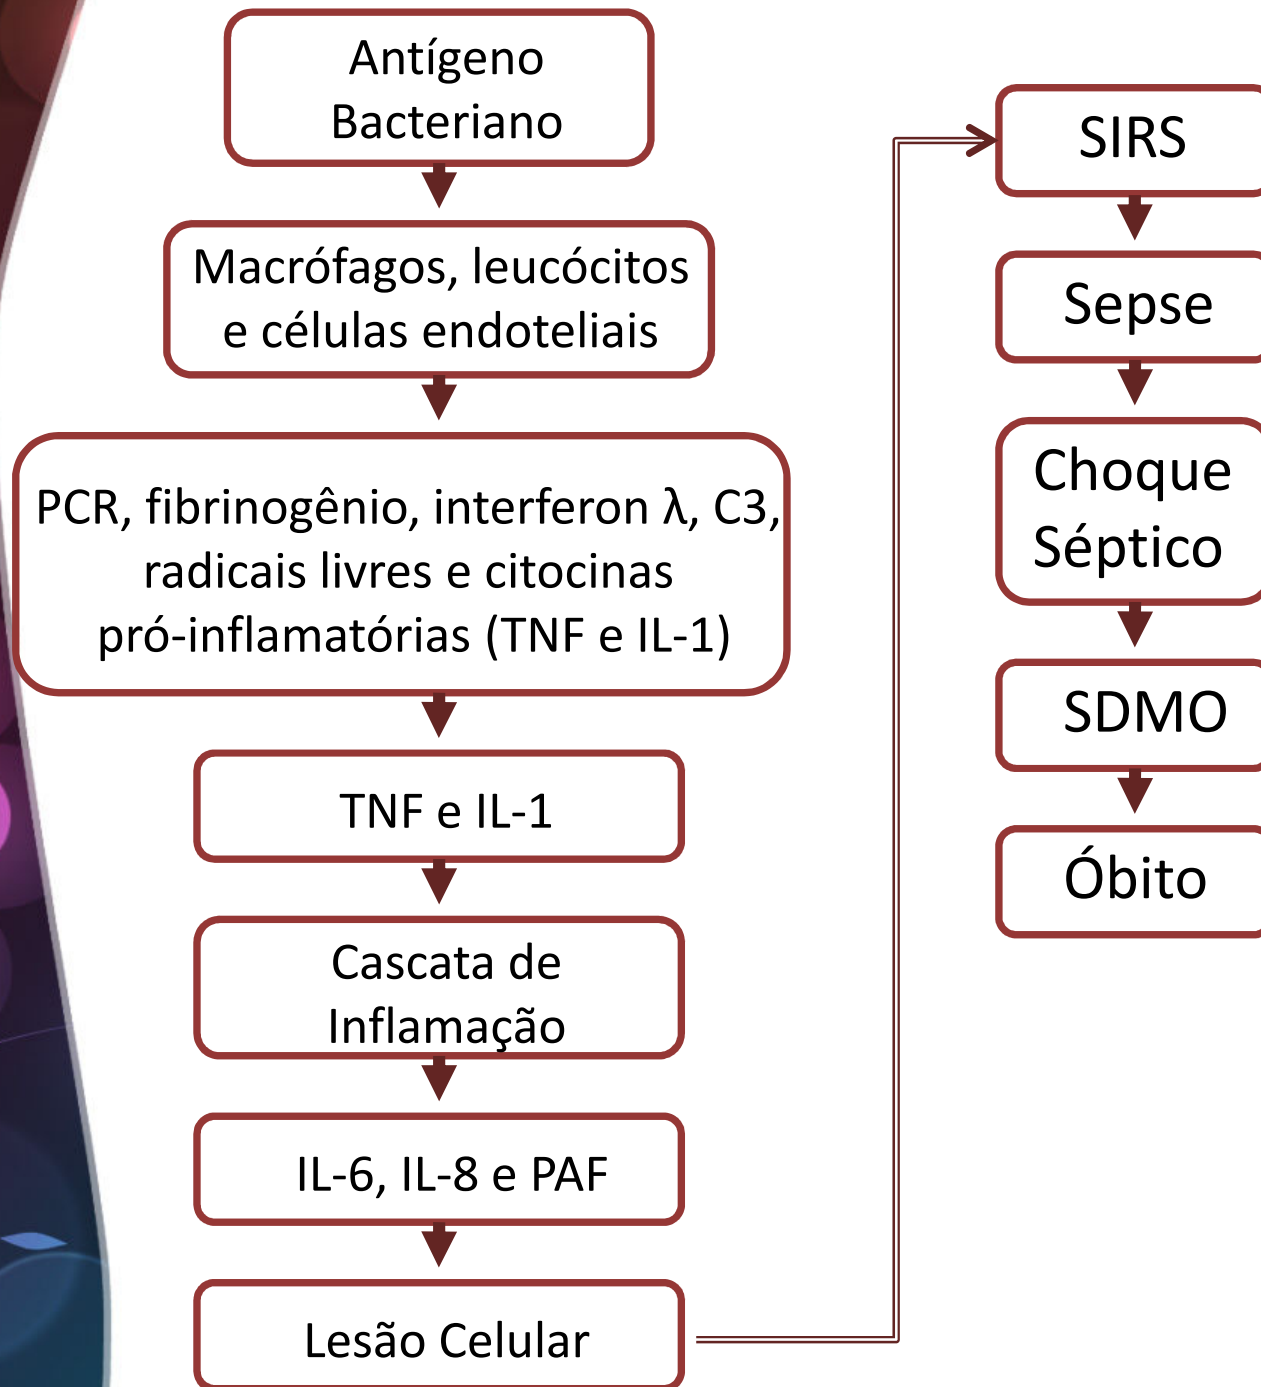 Antígeno
Bacteriano
Macrófagos, leucócitos
e células endoteliais
PCR, fibrinogênio, interferon λ, C3,
radicais livres e citocinas
pró-inflamatórias (TNF e IL-1)
TNF e IL-1
Cascata de
Inflamação
IL-6, IL-8 e PAF
Lesão Celular
SIRS
Sepse
Choque
Séptico
SDMO
Óbito